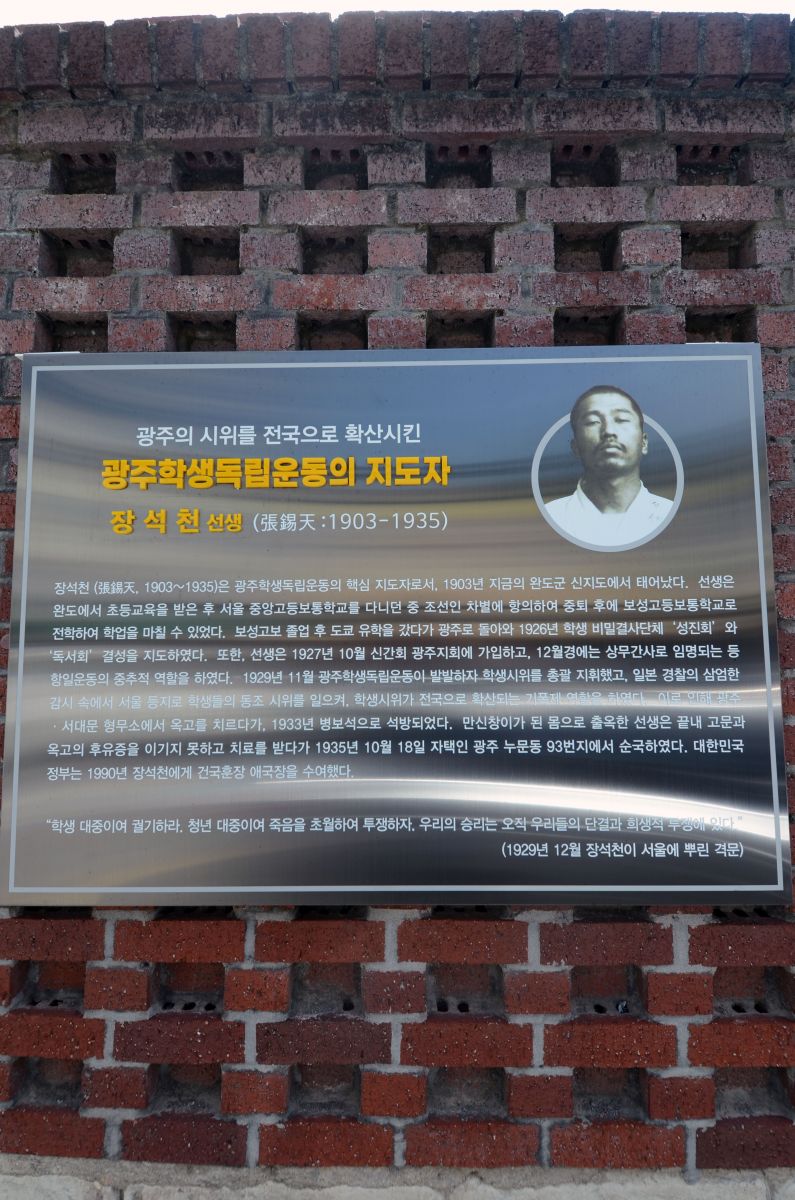 광주의 시위를 전국으로 확산시킨
광주학생독립운동의 지도자
장석천 선생 (張錫天:1903-1935)
장석천 (張錫天, 1903~1935)은 광주학생독립운동의 핵심 지도자로서, 1903년 지금의 완도군 신지도에서 태어났다. 선생은
완도에서 초등교육을 받은 후 서울 중앙고등보통학교를 다니던 중 조선인 차별에 항의하여 중퇴 후에 보성고등보통학교로
전학하여 학업을 마칠 수 있었다. 보성고보 졸업 후 도쿄 유학을 갔다가 광주로 돌아와 1926년 학생 비밀결사단체 ‘성진회’ 와
‘독서회’ 결성을 지도하였다. 또한, 선생은 1927년 10월 신간회 광주지회에 가입하고, 12월경에는 상무간사로 임명되는 등
항일운동의 중추적 역할을 하였다. 1929년 11월 광주학생독립운동이 발발하자 학생시위를 총괄 지휘했고, 일본 경찰의 삼엄한
감시 속에서 서울 등지로 학생들의 동조 시위를 일으켜, 학생시위가 전국으로 확산되는 기폭제 역할을 하였다. 이로 인해 광주
· 서대문 형무소에서 옥고를 치르다가, 1933년 병보석으로 석방되었다. 만신창이가 된 몸으로 출옥한 선생은 끝내 고문과
옥고의 후유증을 이기지 못하고 치료를 받다가 1935년 10월 18일 자택인 광주 누문동 93번지에서 순국하였다. 대한민국
정부는 1990년 장석천에게 건국훈장 애국장을 수여했다.
“학생 대중이여 궐기하라. 청년 대중이여 죽음을 초월하여 투쟁하자. 우리의 승리는 오직 우리들의 단결과 희생적 투쟁에 있다.”
(1929년 12월 장석천이 서울에 뿌린 격문)